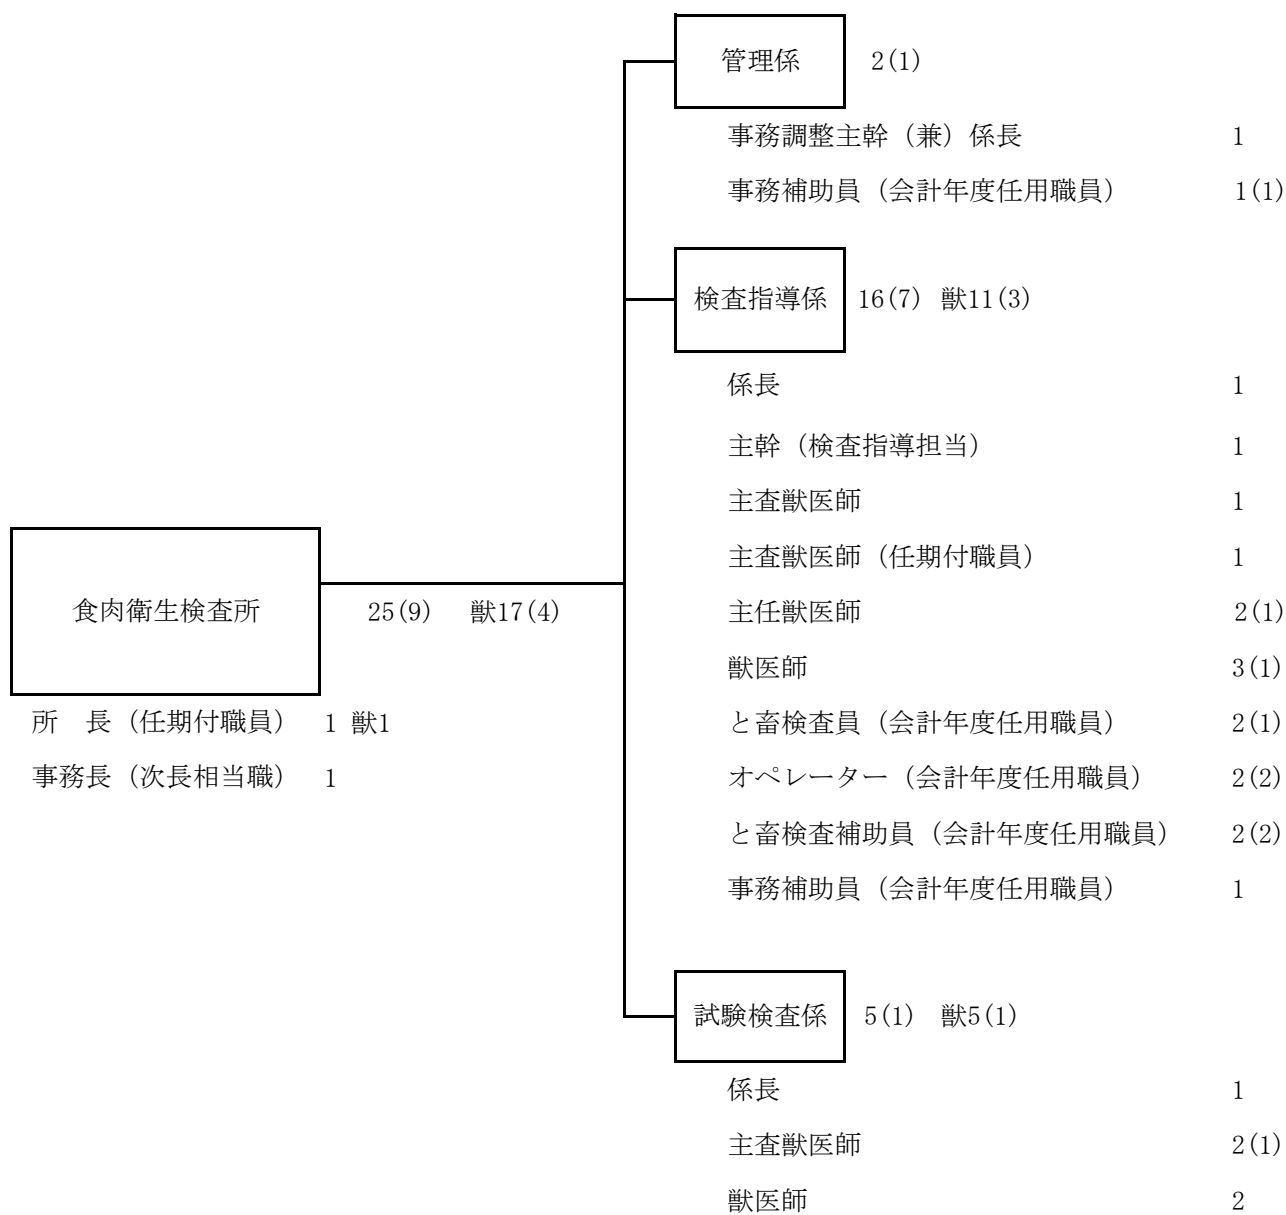 管理係 2(1)
事務調整主幹（兼）係長 1
事務補助員（会計年度任用職員） 1(1)
検査指導係 16(7) 獣11(3)
係長 1
主幹（検査指導担当） 1
主査獣医師 1
主査獣医師（任期付職員） 1
主任獣医師 2(1)
獣医師 3(1)
と畜検査員（会計年度任用職員） 2(1)
オペレーター（会計年度任用職員） 2(2)
と畜検査補助員（会計年度任用職員） 2(2)
事務補助員（会計年度任用職員） 1
食肉衛生検査所 25(9) 獣17(4)
所　長（任期付職員） 1 獣1
事務長（次長相当職） 1
試験検査係 5(1) 獣5(1)
係長 1
主査獣医師 2(1)
獣医師 2